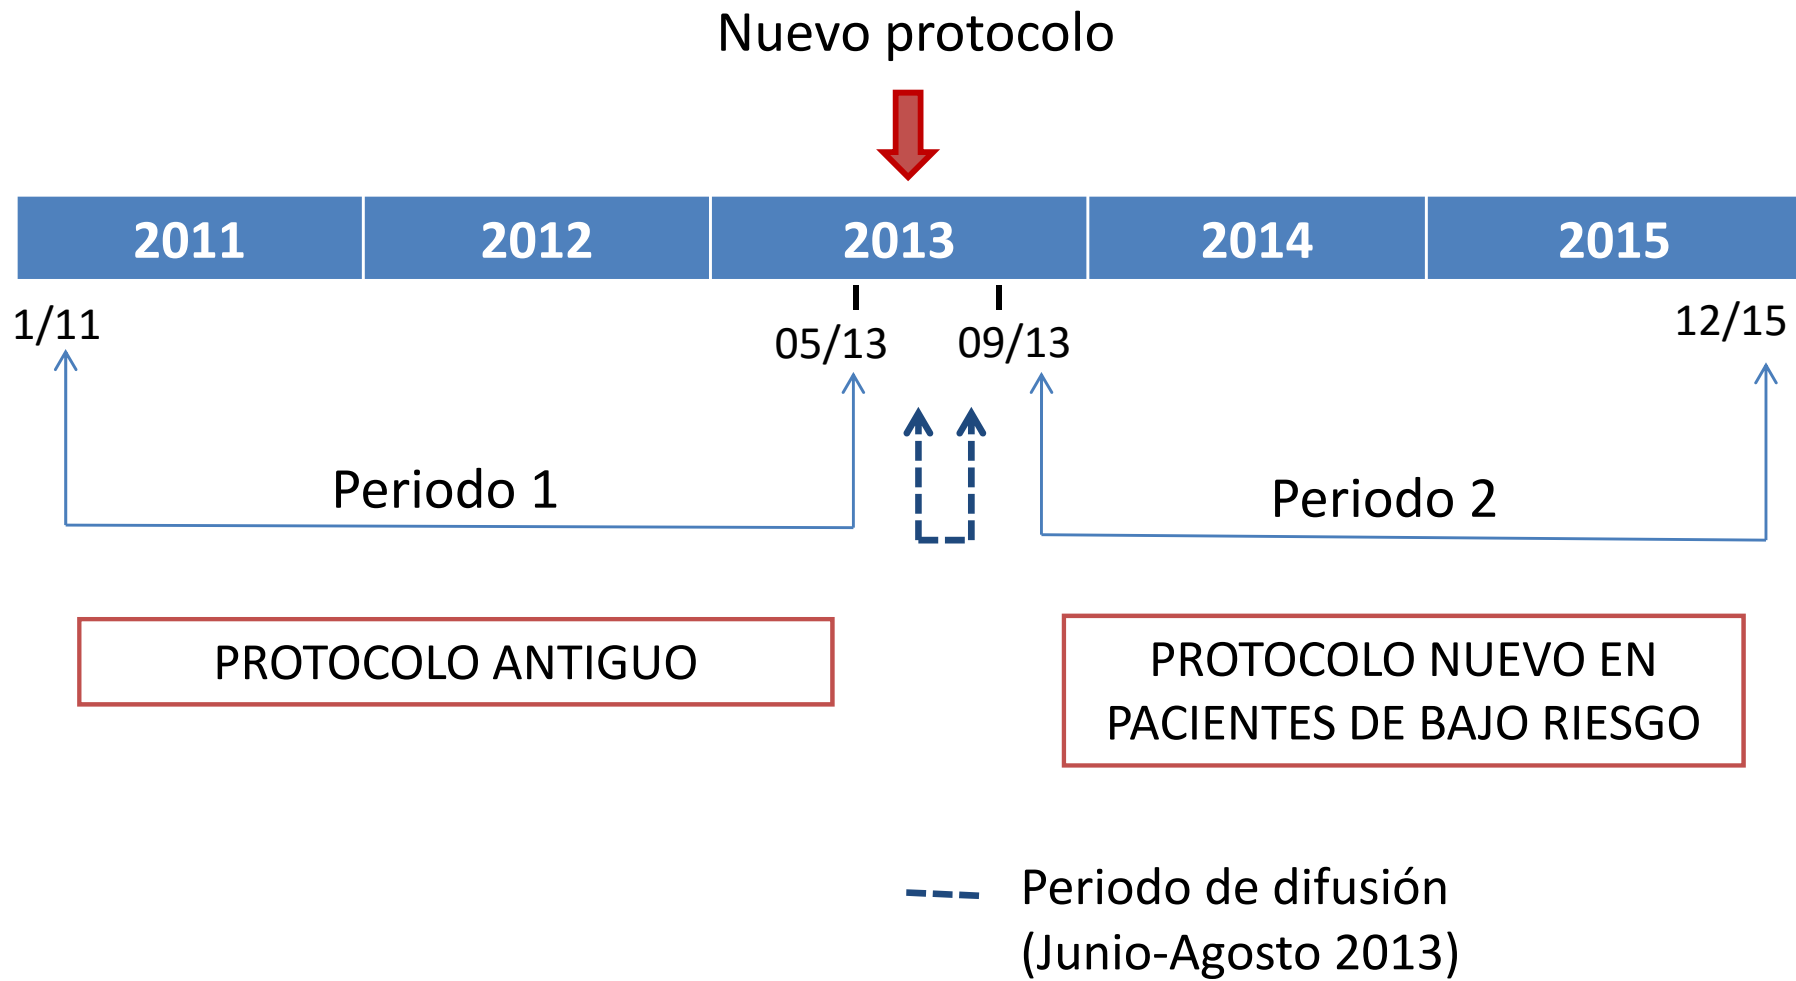 Nuevo protocolo
2011 2012 2013 2014 2015
1/11 05/13 09/13 12/15
Periodo 1 Periodo 2
PROTOCOLO ANTIGUO
PROTOCOLO NUEVO EN
PACIENTES DE BAJO RIESGO
Periodo de difusión
(Junio-Agosto 2013)